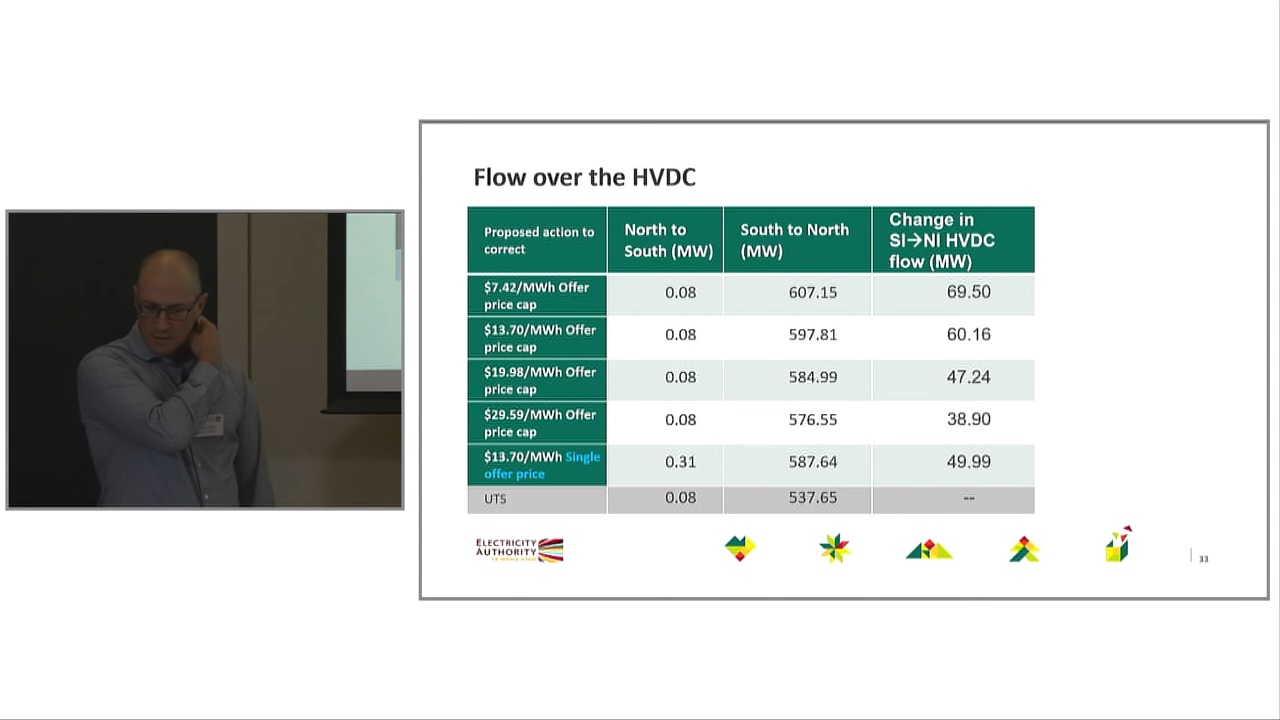 Flow over the HVDC
Proposed action to
correct
North to
South (MW)
South to North
(MW)
Change in
SI→NI HVDC
flow (MW)
$7.42/MWh Offer
price cap
0.08
607.15
69.50
$13.70/MWh Offer
price cap
0.08
597.81
60.16
$19.98/MWh Offer
price cap
0.08
584.99
47.24
$29.59/MWh Offer
price cap
0.08
576.55
38.90
$13.70/MWh Single
offer price
0.31
587.64
49.99
UTS
0.08
537.65
--
ELECTRICITY
AUTHORITY
TE MANA HIKO
33